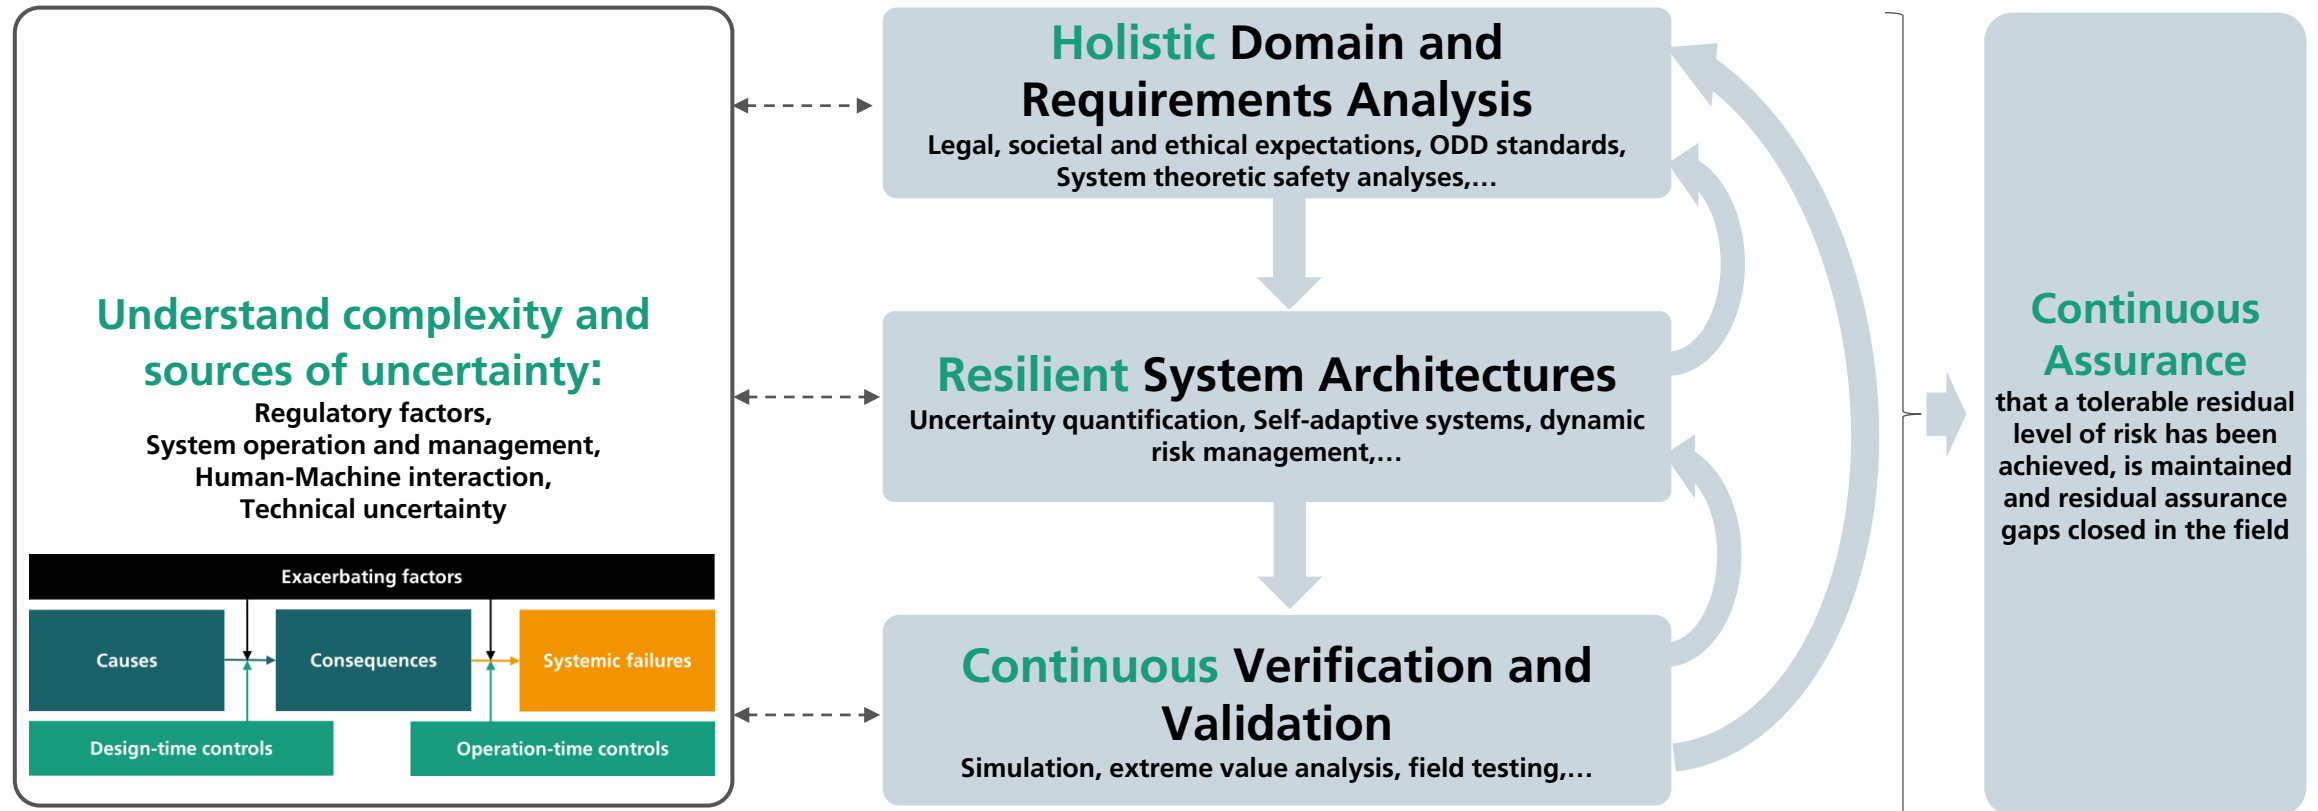 Understand complexity and
sources of uncertainty:
Regulatory factors,
System operation and management,
Human-Machine interaction,
Technical uncertainty
Exacerbating factors
Causes
Consequences
Systemic failures
Design-time controls
Operation-time controls
Holistic Domain and
Requirements Analysis
Legal, societal and ethical expectations, ODD standards,
System theoretic safety analyses,...
Resilient System Architectures
Uncertainty quantification, Self-adaptive systems, dynamic
risk management,...
Continuous Verification and
Validation
Simulation, extreme value analysis, field testing,...
Continuous
Assurance
that a tolerable residual
level of risk has been
achieved, is maintained
and residual assurance
gaps closed in the field